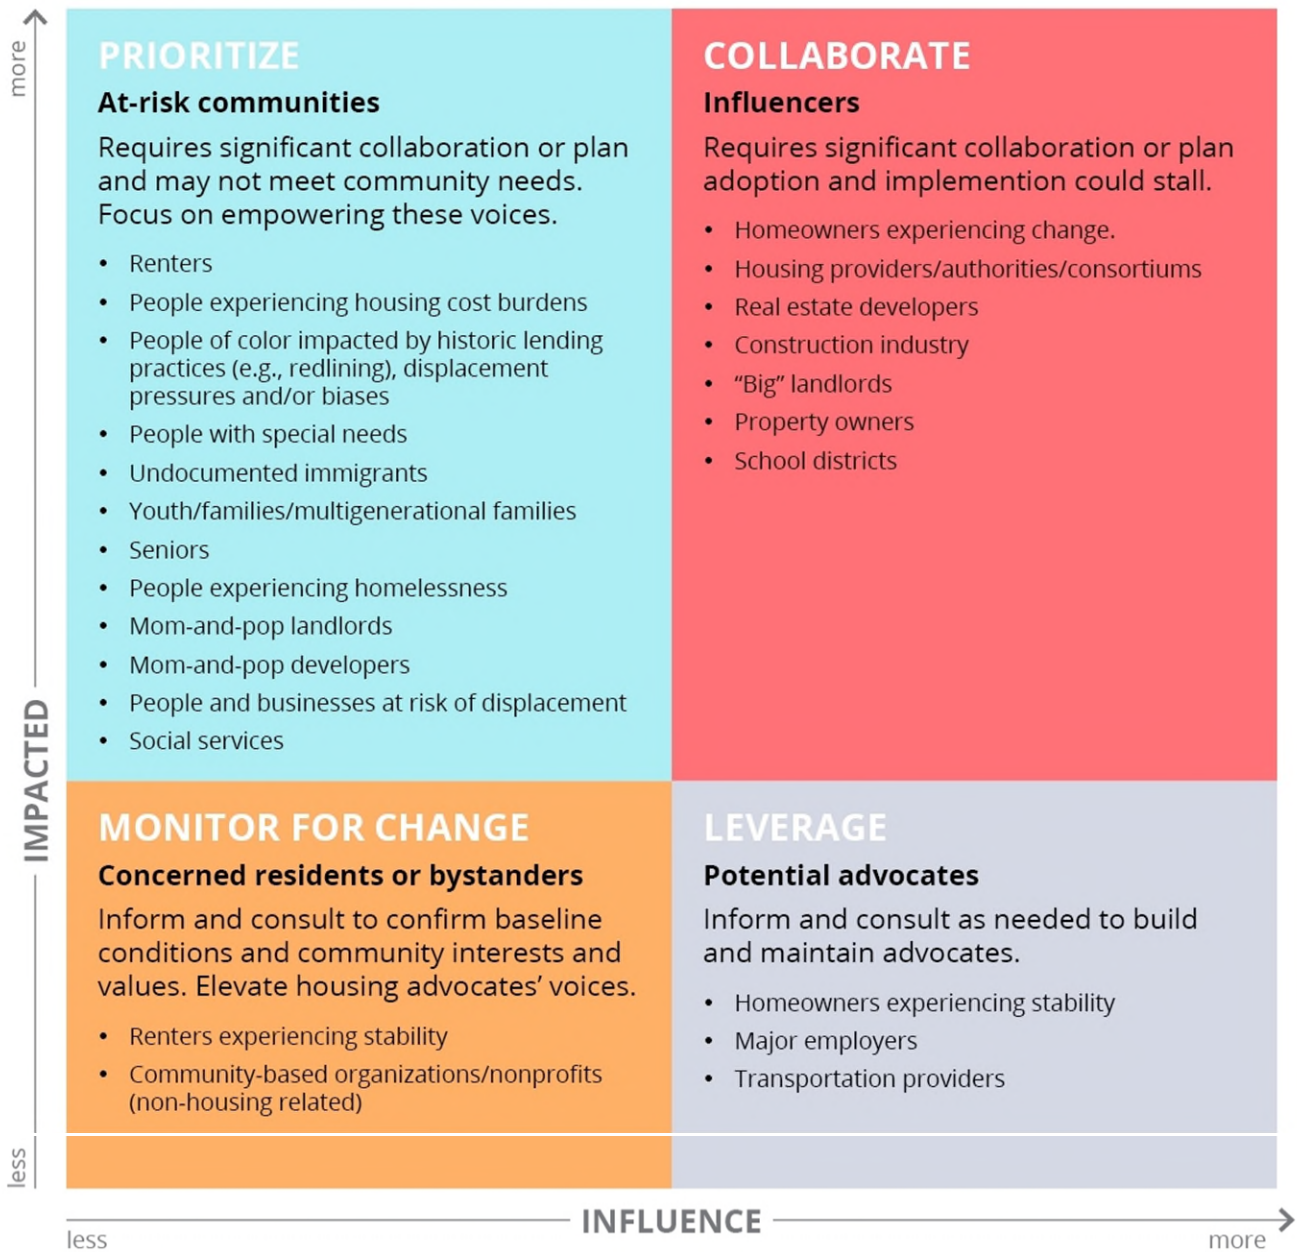 more
PRIORITIZE
At-risk communities
Requires significant collaboration or plan
and may not meet community needs.
Focus on empowering these voices.
• Renters
• People experiencing housing cost burdens
• People of color impacted by historic lending
practices (e.g., redlining), displacement
pressures and/or biases
• People with special needs
• Undocumented immigrants
• Youth/families/multigenerational families
• Seniors
• People experiencing homelessness
• Mom-and-pop landlords
• Mom-and-pop developers
• People and businesses at risk of displacement
• Social services
COLLABORATE
Influencers
Requires significant collaboration or plan
adoption and implemention could stall.
• Homeowners experiencing change.
• Housing providers/authorities/consortiums
• Real estate developers
• Construction industry
• “Big” landlords
• Property owners
• School districts
IMPACTED
MONITOR FOR CHANGE
Concerned residents or bystanders
Inform and consult to confirm baseline
conditions and community interests and
values. Elevate housing advocates’ voices.
• Renters experiencing stability
• Community-based organizations/nonprofits
(non-housing related)
LEVERAGE
Potential advocates
Inform and consult as needed to build
and maintain advocates.
• Homeowners experiencing stability
• Major employers
• Transportation providers
less
less
INFLUENCE
more